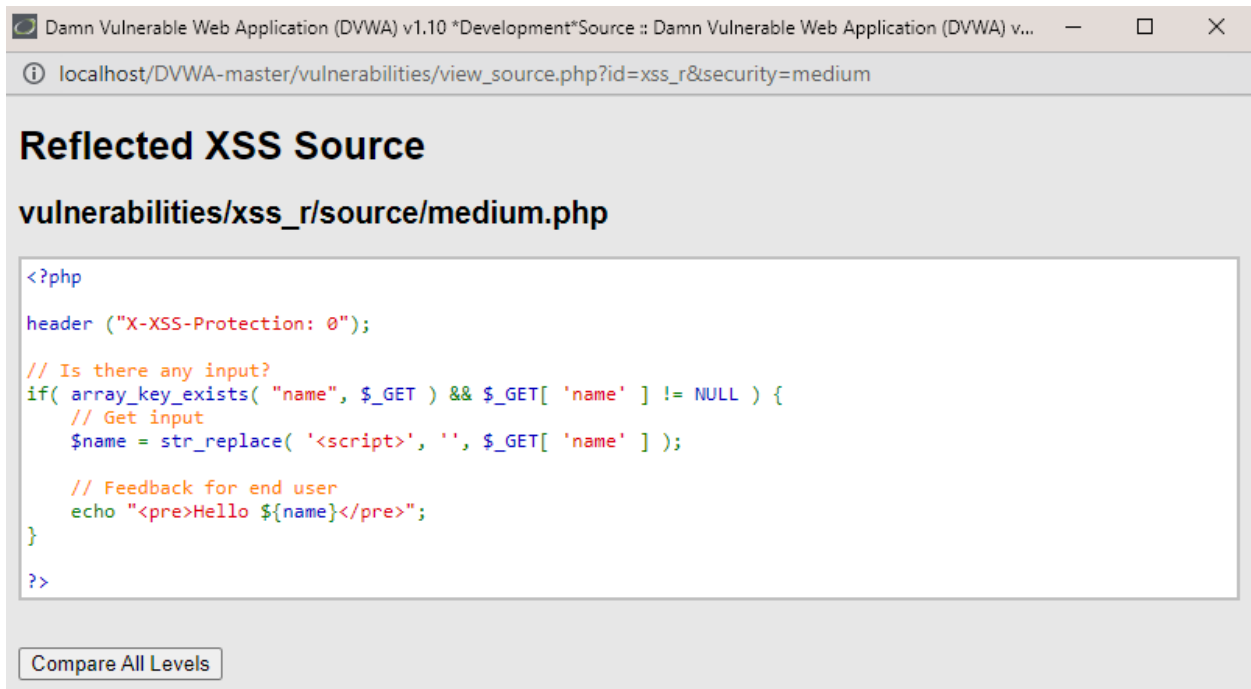 Damn Vulnerable Web Application (DVWA) v1.10 *Development*Source :: Damn Vulnerable Web Application (DVWA) v...
localhost/DVWA-master/vulnerabilities/view_source.php?id=xss_r&security=medium
Reflected XSS Source
vulnerabilities/xss_r/source/medium.php
<?php
header ("X-XSS-Protection: 0");
// Is there any input?
if( array_key_exists( "name", $_GET ) && $_GET[ 'name' ] != NULL ) {
    // Get input
    $name = str_replace( '<script>', '', $_GET[ 'name' ] );
    // Feedback for end user
    echo "<pre>Hello ${name}</pre>";
}
?>
Compare All Levels